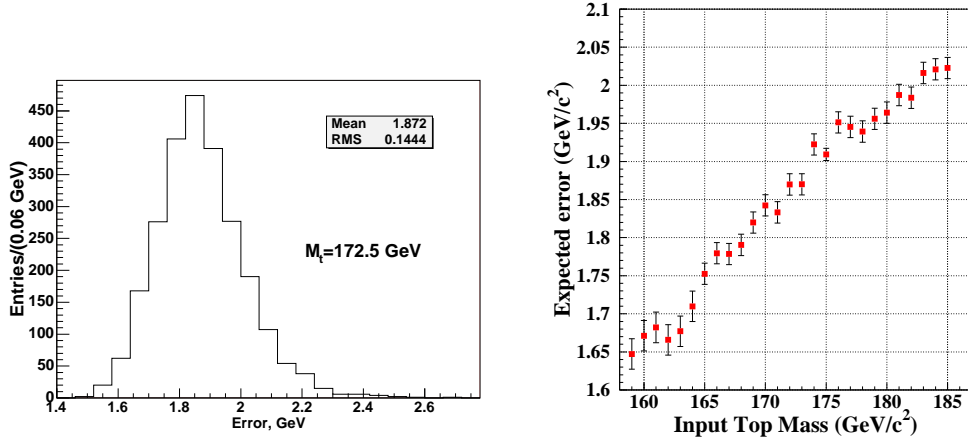 Entries/(0.06 GeV)
450
400
350
300
250
200
150
100
50
0
Mean 1.872
RMS 0.1444
M_t=172.5 GeV
1.4 1.6 1.8 2 2.2 2.4 2.6
Error, GeV
Expected error (GeV/c²)
2.1
2.05
2
1.95
1.9
1.85
1.8
1.75
1.7
1.65
1.6
160 165 170 175 180 185
Input Top Mass (GeV/c²)